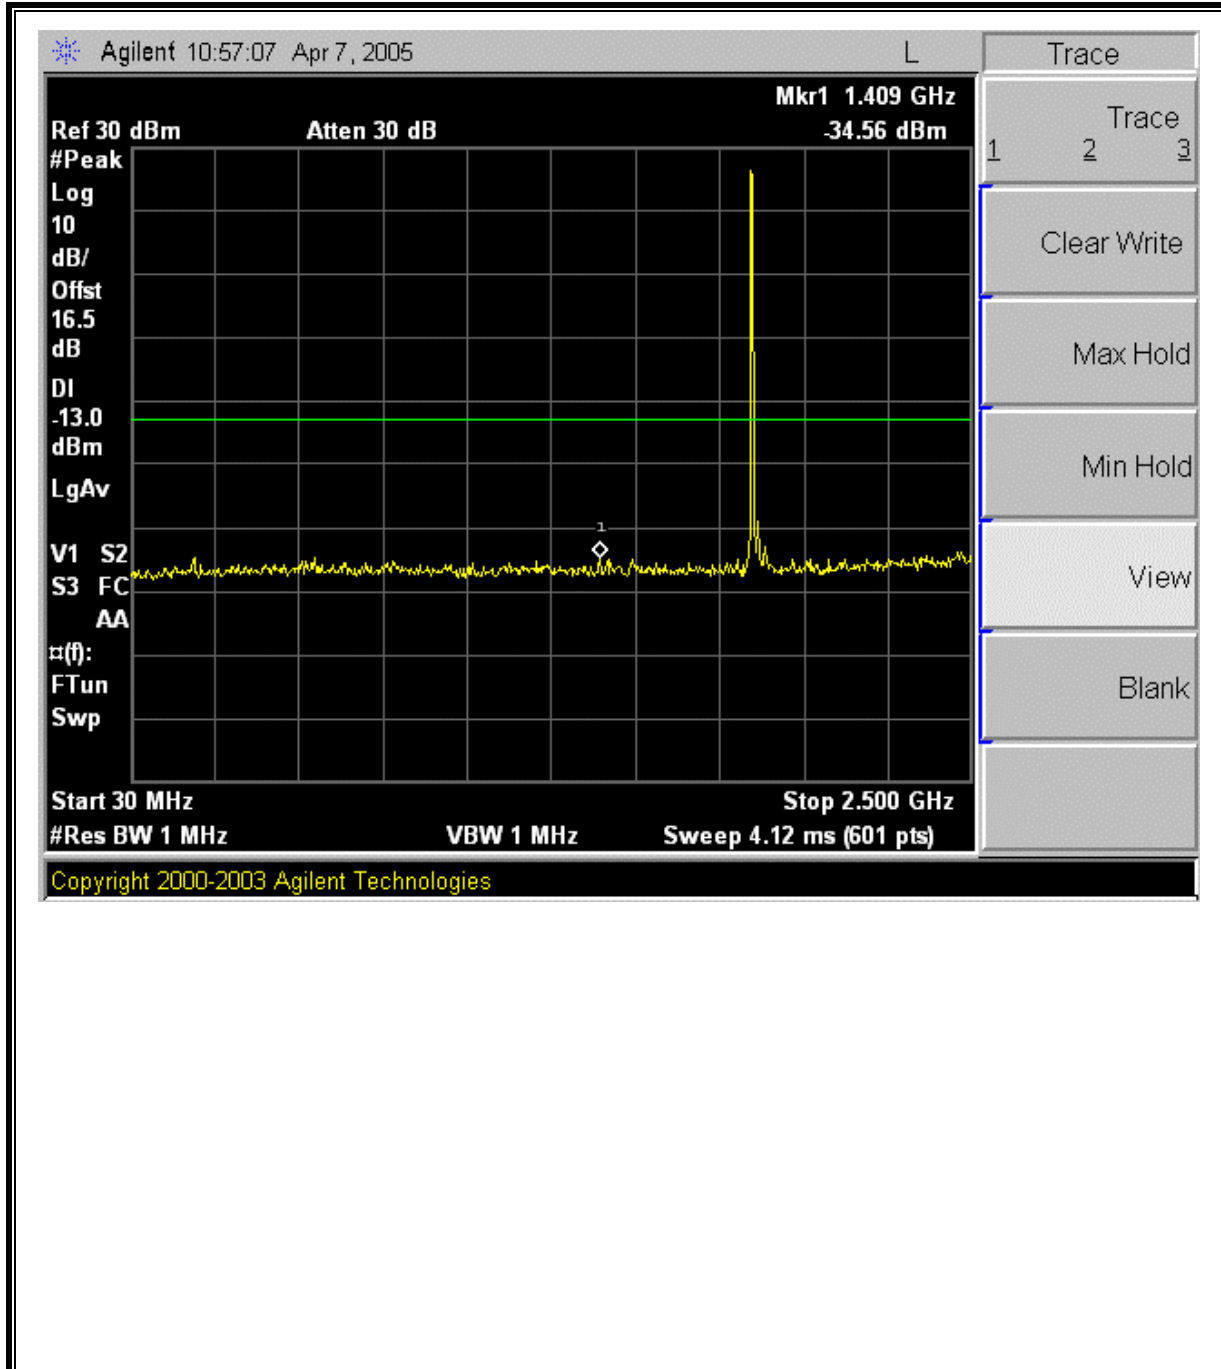 Agilent 10:57:07 Apr 7, 2005 L Trace
Mkr1 1.409 GHz
Ref 30 dBm Atten 30 dB -34.56 dBm
#Peak
Log
10
dB/
Offst
16.5
dB
DI
-13.0
dBm
LgAv
V1 S2
S3 FC
AA
¤(f):
FTun
Swp
1
Start 30 MHz Stop 2.500 GHz
#Res BW 1 MHz VBW 1 MHz Sweep 4.12 ms (601 pts)
Copyright 2000-2003 Agilent Technologies
Trace
1 2 3
Clear Write
Max Hold
Min Hold
View
Blank